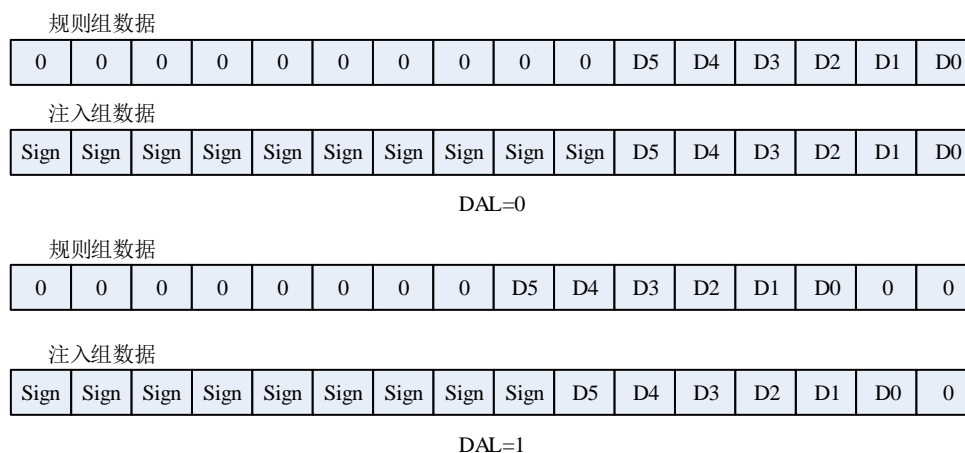 规则组数据
0 0 0 0 0 0 0 0 0 0 D5 D4 D3 D2 D1 D0
注入组数据
Sign Sign Sign Sign Sign Sign Sign Sign Sign Sign D5 D4 D3 D2 D1 D0
DAL=0
规则组数据
0 0 0 0 0 0 0 0 D5 D4 D3 D2 D1 D0 0 0
注入组数据
Sign Sign Sign Sign Sign Sign Sign Sign Sign D5 D4 D3 D2 D1 D0 0
DAL=1